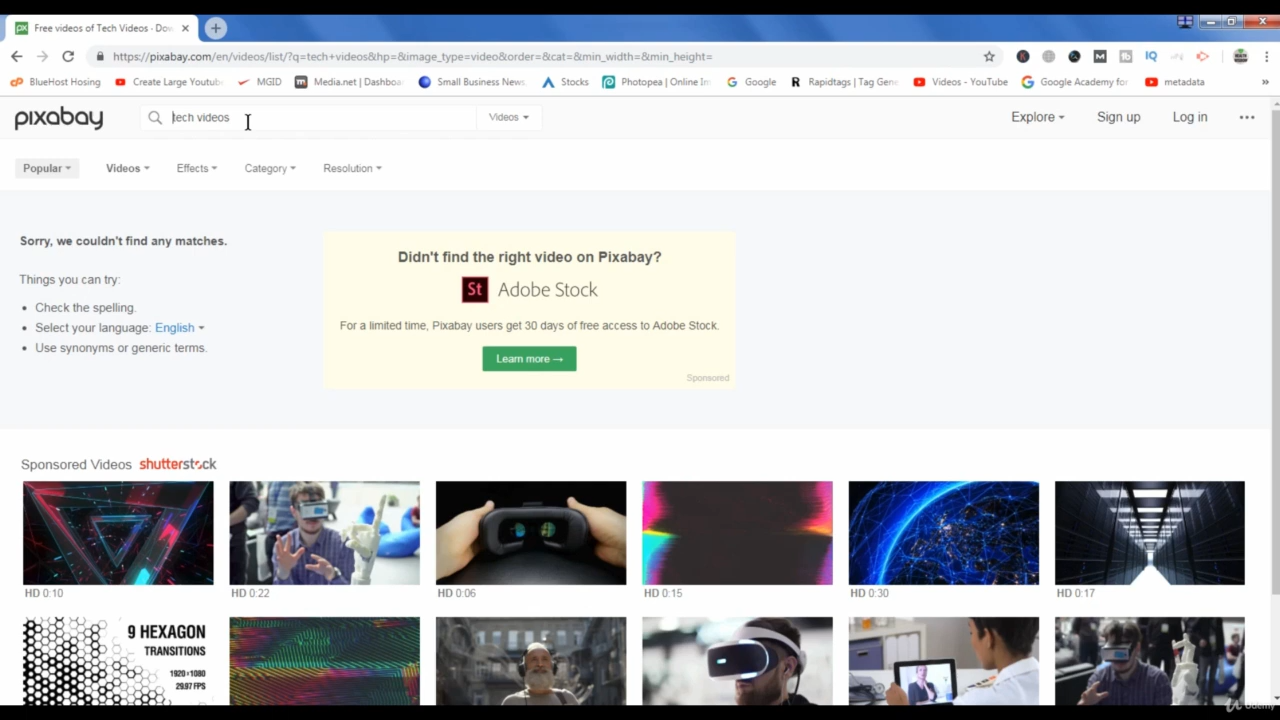 Free videos of Tech Videos - Dow
https://pixabay.com/en/videos/list/?q=tech+videos&hp=&image_type=video&order=&cat=&min_width=&min_height=
BlueHost Hosting
Create Large Youtub
MGID
Media.net | Dashboar
Small Business News,
Stocks
Photopea | Online Im
Google
Rapidtags | Tag Gene
Videos - YouTube
Google Academy for
metadata
pixabay
tech videos
Videos
Explore
Sign up
Log in
Popular
Videos
Effects
Category
Resolution
Sorry, we couldn't find any matches.
Things you can try:
• Check the spelling.
• Select your language: English
• Use synonyms or generic terms.
Didn't find the right video on Pixabay?
St Adobe Stock
For a limited time, Pixabay users get 30 days of free access to Adobe Stock.
Learn more →
Sponsored
Sponsored Videos shutterstock
HD 0:10
HD 0:22
HD 0:06
HD 0:15
HD 0:30
HD 0:17
9 HEXAGON
TRANSITIONS
1920×1080
29.97 FPS
Udemy